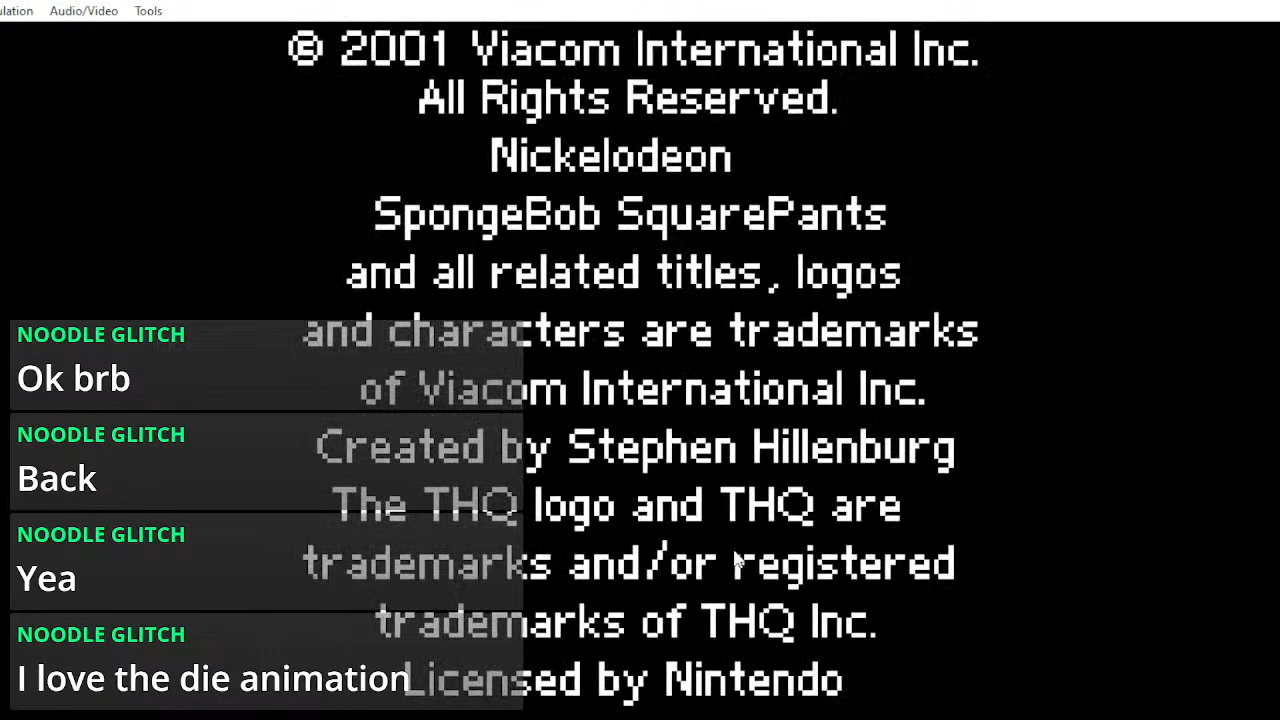 ulation Audio/Video Tools
© 2001 Viacom International Inc.
All Rights Reserved.
Nickelodeon
SpongeBob SquarePants
and all related titles, logos
and characters are trademarks
of Viacom International Inc.
Created by Stephen Hillenburg
The THQ logo and THQ are
trademarks and/or registered
trademarks of THQ Inc.
Licensed by Nintendo
NOODLE GLITCH
Ok brb
NOODLE GLITCH
Back
NOODLE GLITCH
Yea
NOODLE GLITCH
I love the die animation